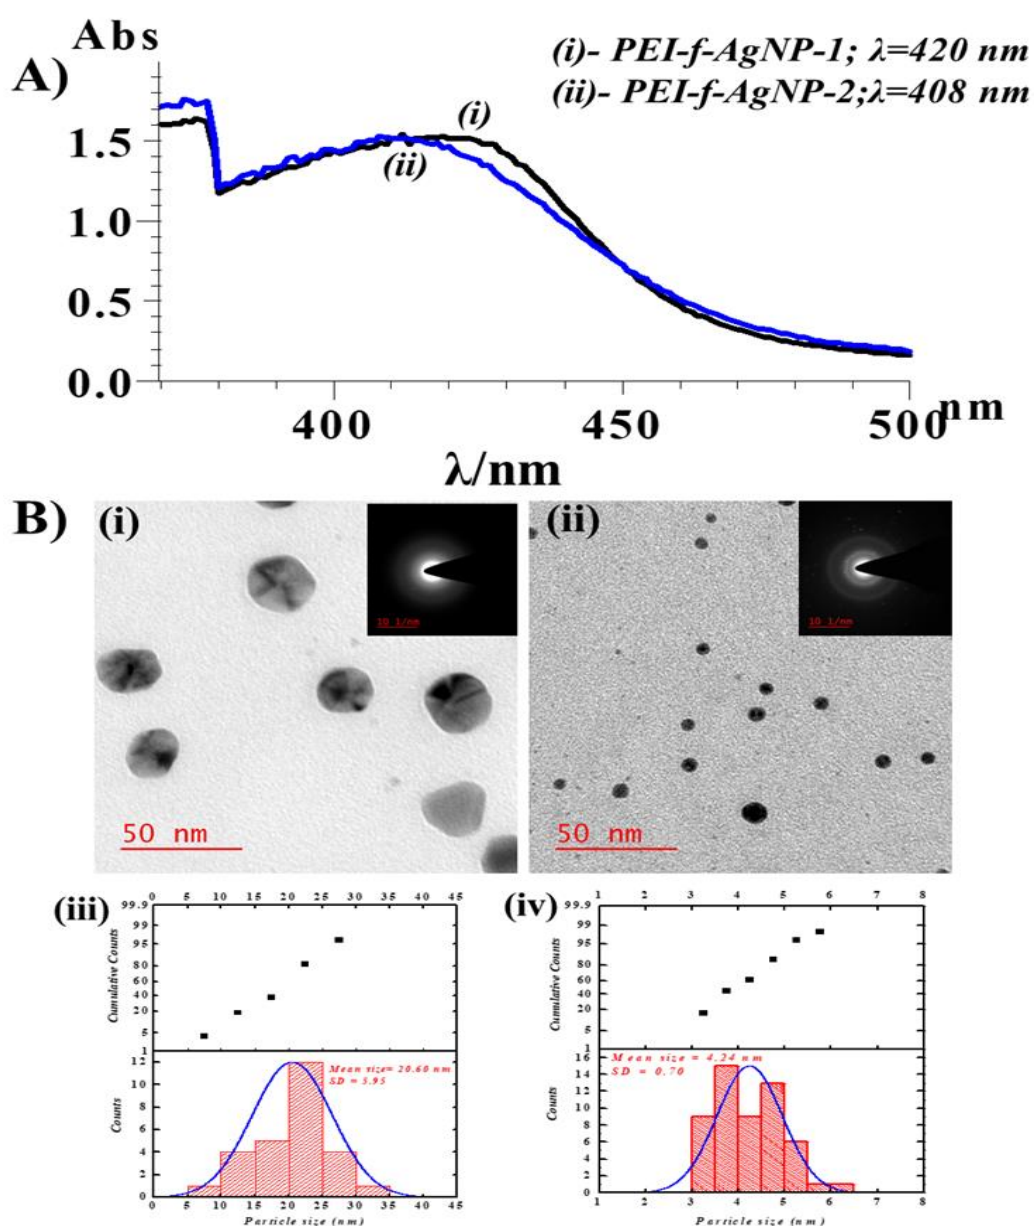 Abs
A)
(i)- PEI-f-AgNP-1; λ=420 nm
(ii)- PEI-f-AgNP-2;λ=408 nm
(i)
(ii)
1.5
1.0
0.5
0.0
400 450 500 nm
λ/nm
B) (i) (ii)
10 1/nm
10 1/nm
50 nm
50 nm
(iii)
0 5 10 15 20 25 30 35 40 45
99.9
99
95
80
60
40
20
5
1
Cumulative Counts
12
10
8
6
4
2
0
Counts
Mean size= 20.60 nm
SD = 5.95
0 5 10 15 20 25 30 35 40 45
Particle size (nm)
(iv)
1 2 3 4 5 6 7 8
99.9
99
95
80
60
40
20
5
1
Cumulative Counts
16
14
12
10
8
6
4
2
0
Counts
Mean size = 4.24 nm
SD = 0.70
1 2 3 4 5 6 7 8
Particle size (nm)